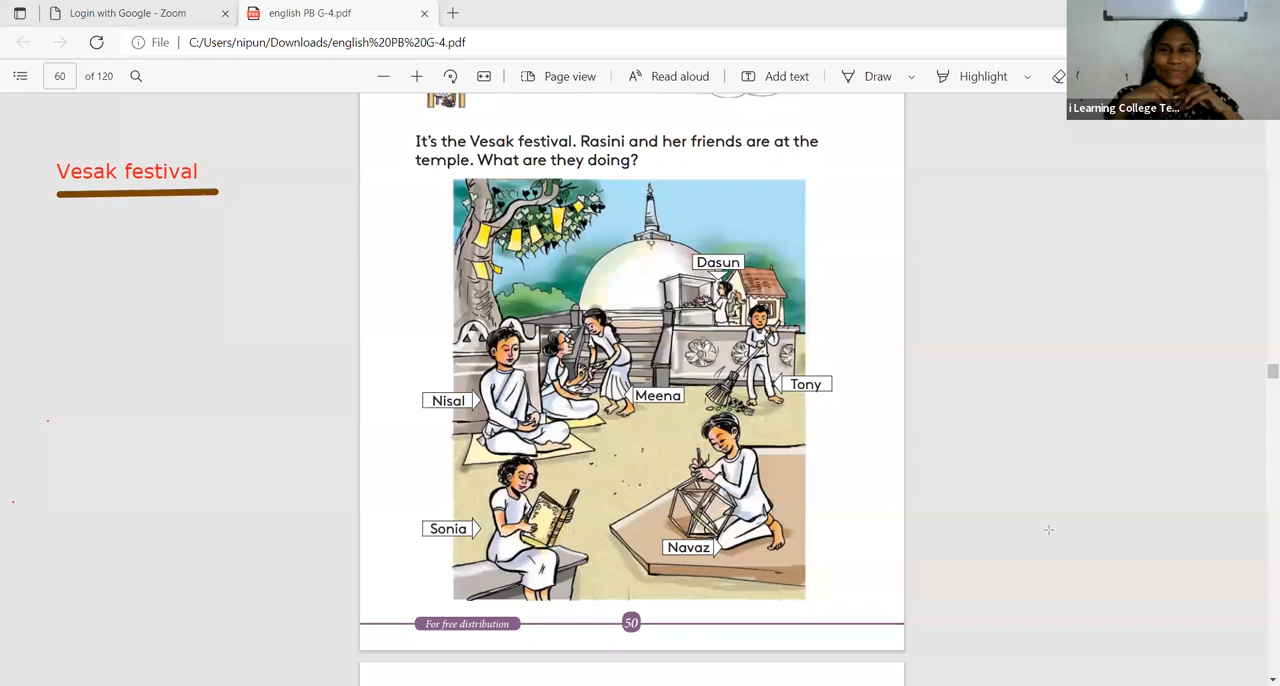 Login with Google - Zoom
english PB G-4.pdf
File
C:/Users/nipun/Downloads/english%20PB%20G-4.pdf
60 of 120
Page view
Read aloud
Add text
Draw
Highlight
i Learning College Te...
Vesak festival
It's the Vesak festival. Rasini and her friends are at the
temple. What are they doing?
Dasun
Tony
Nisal
Meena
Sonia
Navaz
For free distribution
50